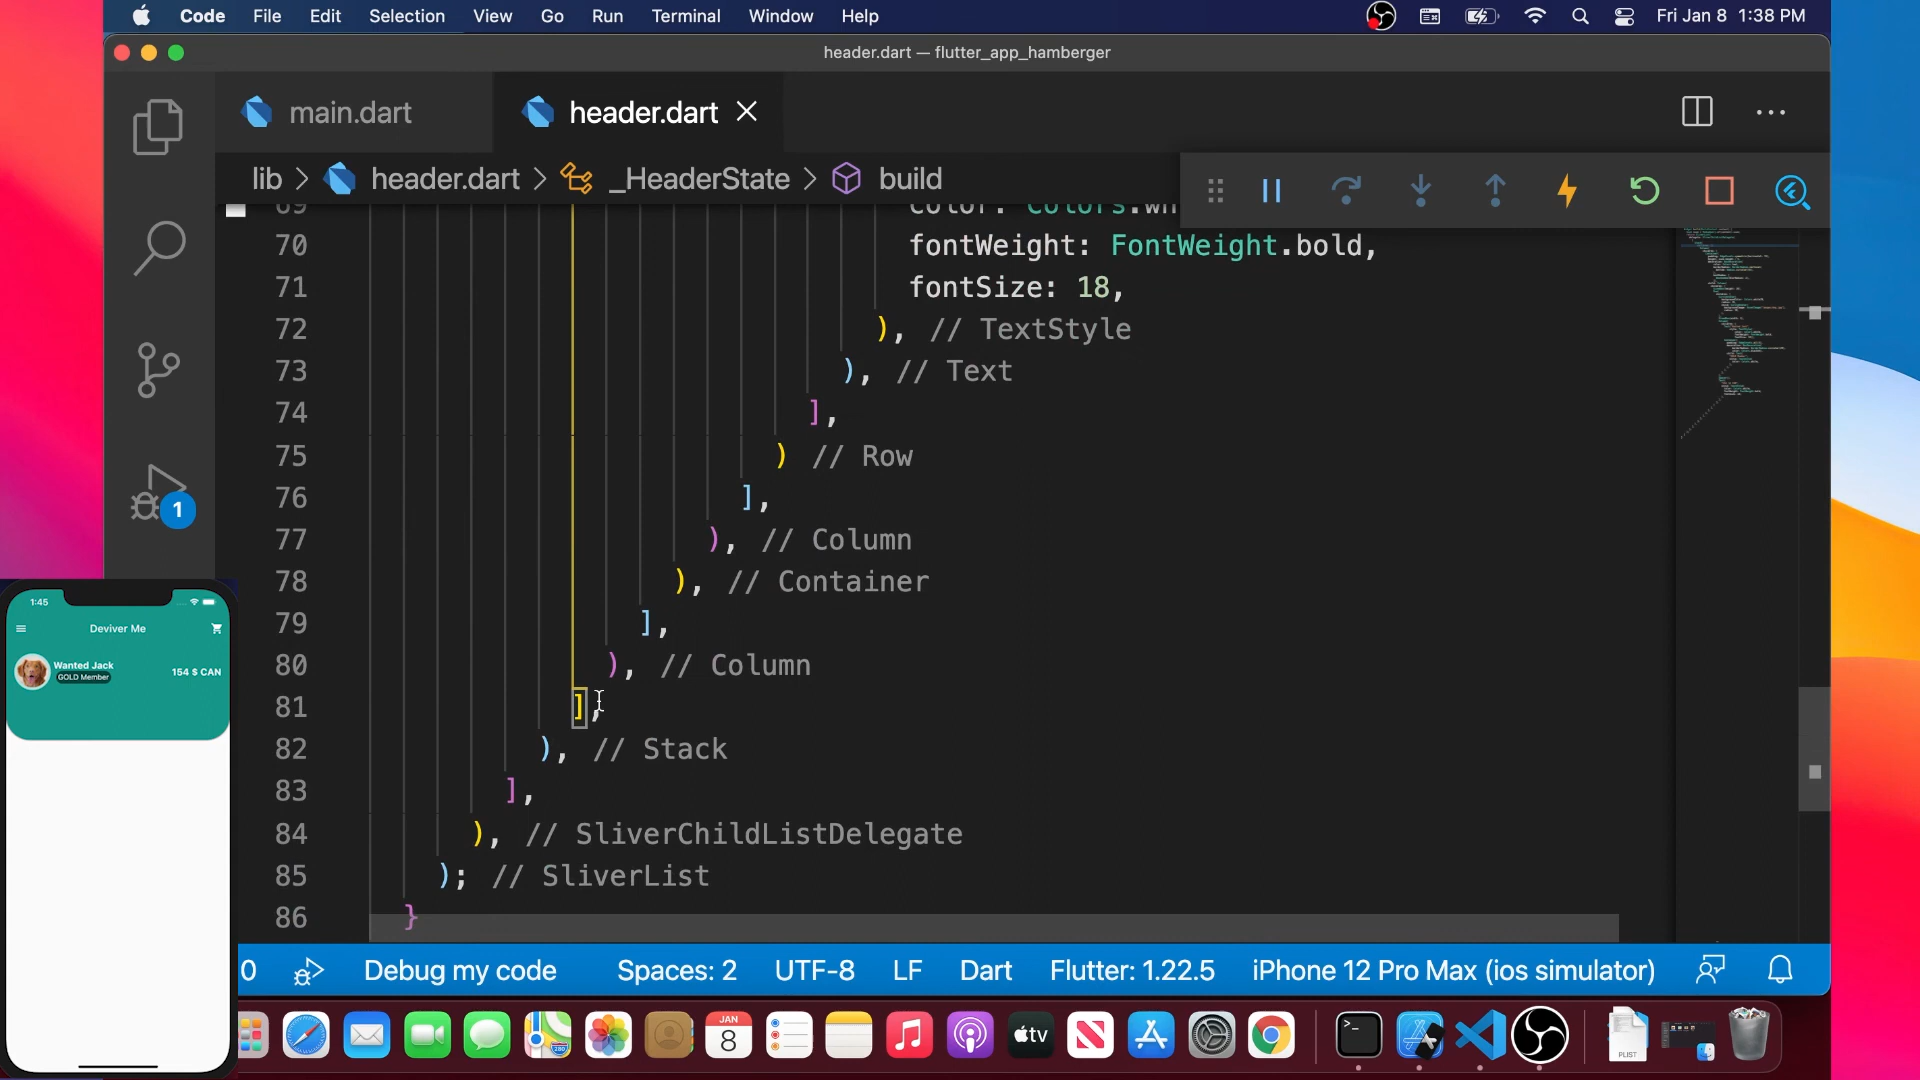 Code File Edit Selection View Go Run Terminal Window Help Fri Jan 8 1:38 PM
header.dart — flutter_app_hamberger
main.dart header.dart
lib > header.dart > _HeaderState > build
70 fontWeight: FontWeight.bold,
71 fontSize: 18,
72 ), // TextStyle
73 ), // Text
74 ],
75 ) // Row
76 ],
77 ), // Column
78 ), // Container
79 ],
80 ), // Column
81 ],
82 ), // Stack
83 ],
84 ), // SliverChildListDelegate
85 ); // SliverList
86 }
1
1:45
Deviver Me
Wanted Jack
GOLD Member
154 $ CAN
0 Debug my code Spaces: 2 UTF-8 LF Dart Flutter: 1.22.5 iPhone 12 Pro Max (ios simulator)
JAN
8
tv
PLIST